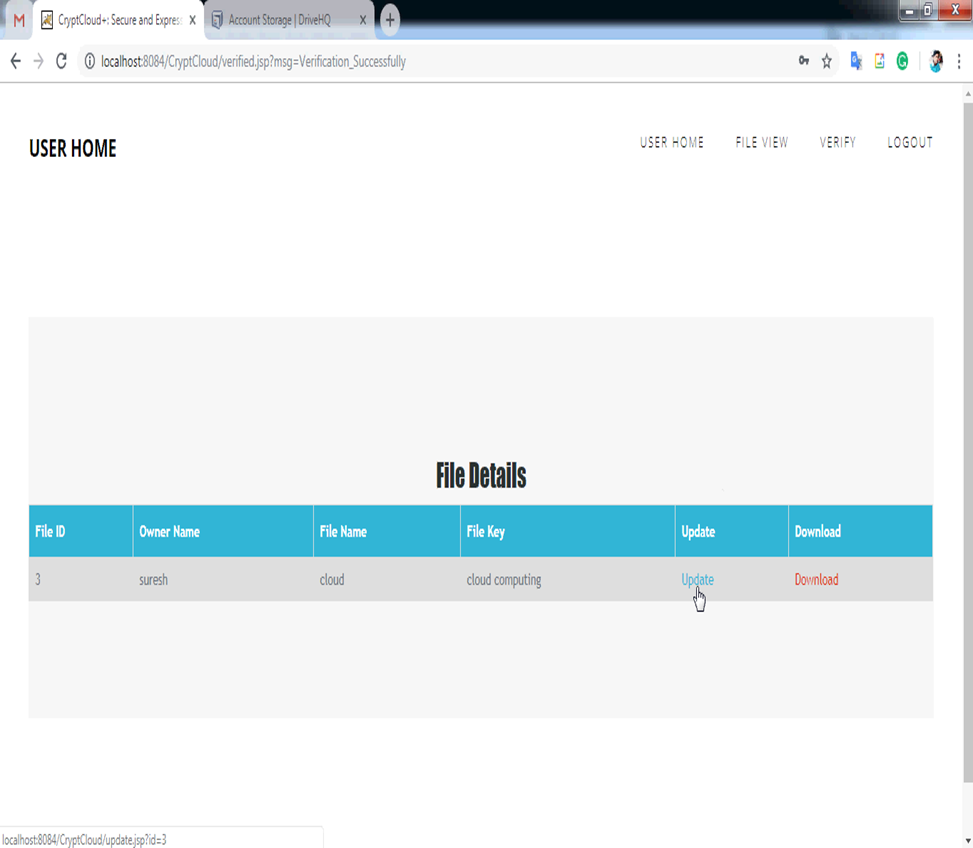 M CryptCloud+: Secure and Expres Account Storage | DriveHQ
localhost:8084/CryptCloud/verified.jsp?msg=Verification_Successfully
USER HOME USER HOME FILE VIEW VERIFY LOGOUT
File Details
File ID Owner Name File Name File Key Update Download
3 suresh cloud cloud computing Update Download
localhost:8084/CryptCloud/update.jsp?id=3